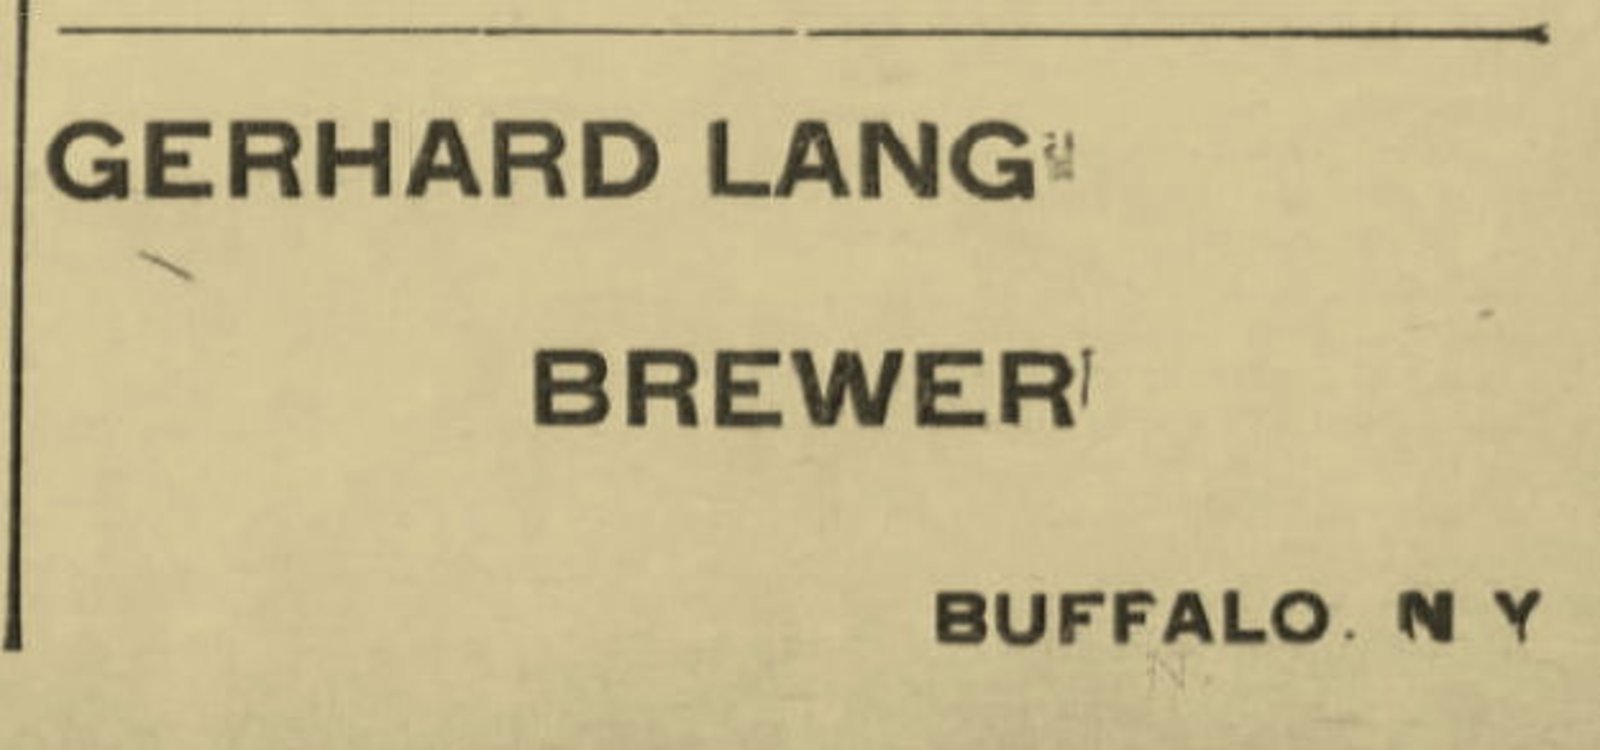 GERHARD LANG
BREWER
BUFFALO. N Y